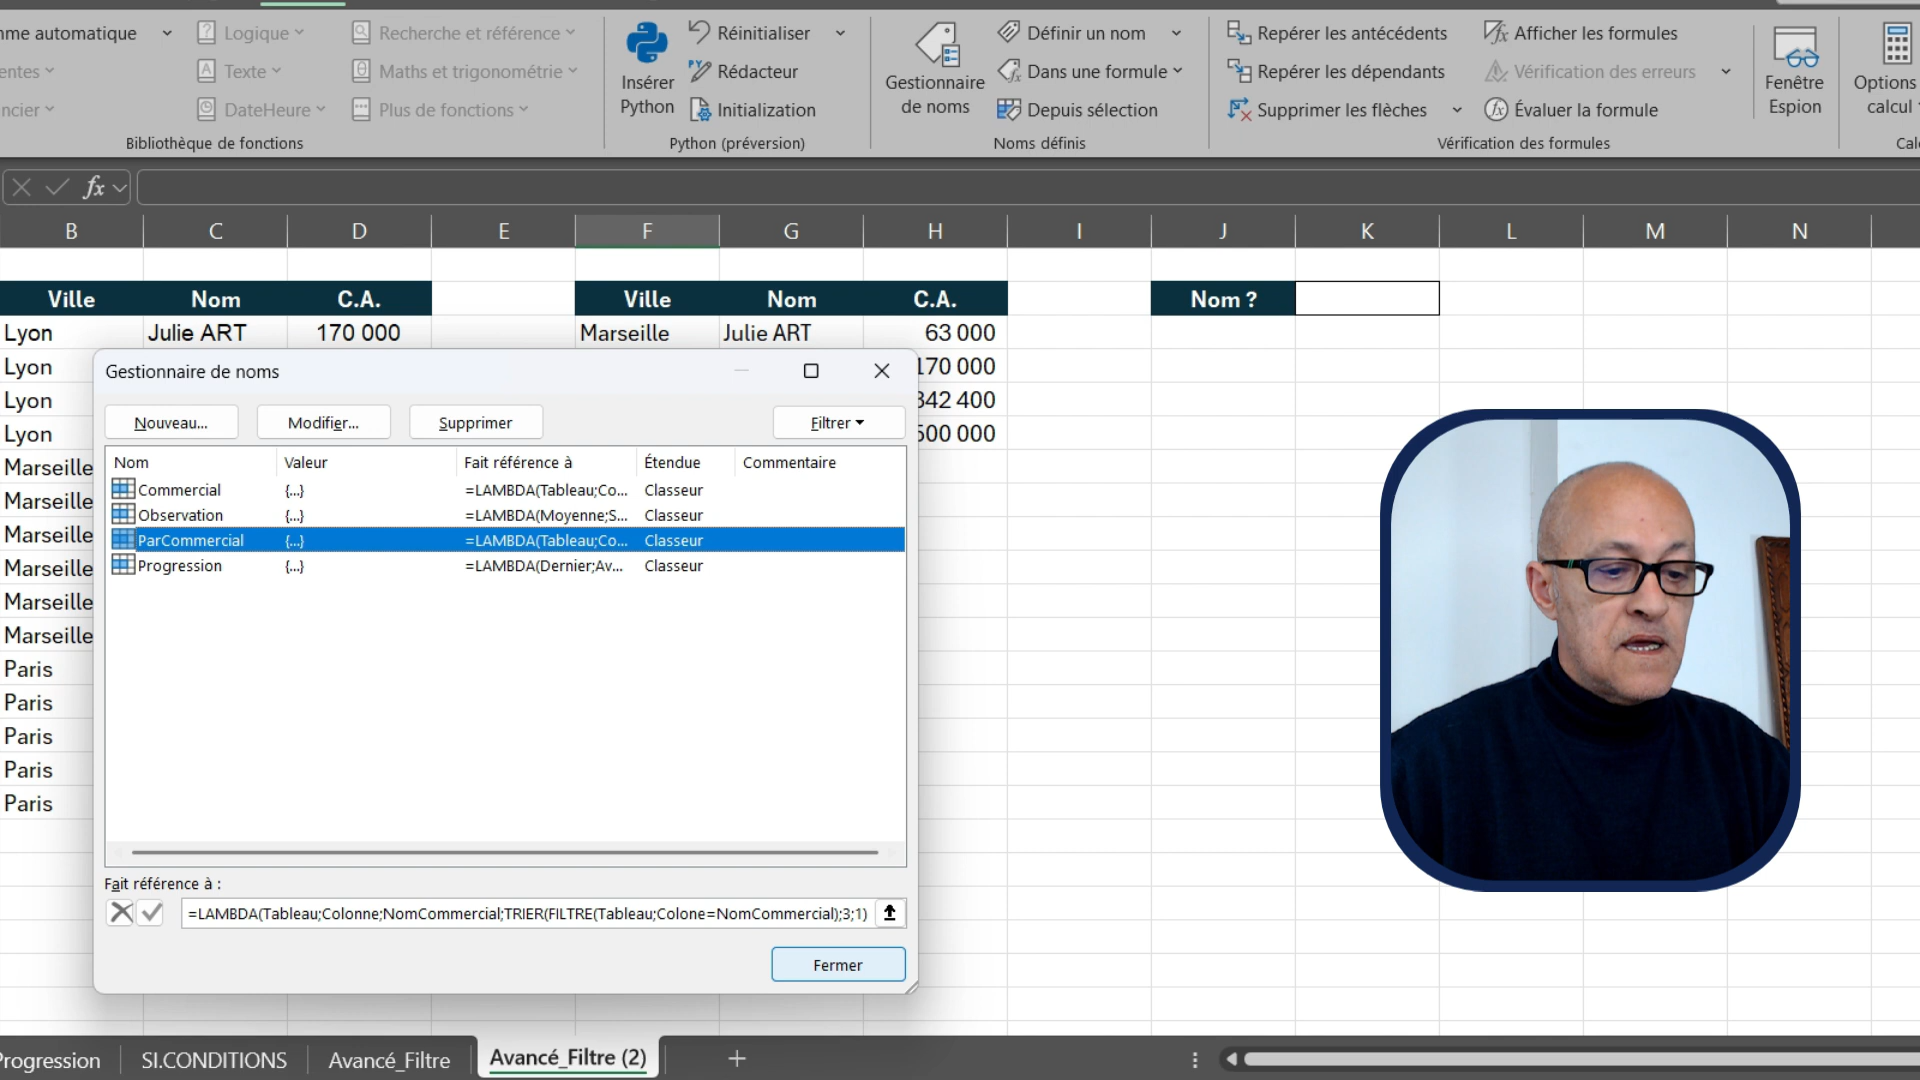 mme automatique
Logique
Recherche et référence
entes
Texte
Maths et trigonométrie
ncier
DateHeure
Plus de fonctions
Bibliothèque de fonctions
Insérer
Python
Réinitialiser
Rédacteur
Initialization
Python (préversion)
Gestionnaire
de noms
Définir un nom
Dans une formule
Depuis sélection
Noms définis
Repérer les antécédents
Repérer les dépendants
Supprimer les flèches
Afficher les formules
Vérification des erreurs
Évaluer la formule
Vérification des formules
Fenêtre
Espion
Options
calcul
Cal
fx
B C D E F G H I J K L M N
Ville Nom C.A. Ville Nom C.A. Nom ?
Lyon Julie ART 170 000 Marseille Julie ART 63 000
Lyon 170 000
Lyon 342 400
Lyon 500 000
Marseille
Marseille
Marseille
Marseille
Marseille
Marseille
Paris
Paris
Paris
Paris
Paris
Gestionnaire de noms
Nouveau... Modifier... Supprimer Filtrer
Nom Valeur Fait référence à Étendue Commentaire
Commercial {...} =LAMBDA(Tableau;Co... Classeur
Observation {...} =LAMBDA(Moyenne;S... Classeur
ParCommercial {...} =LAMBDA(Tableau;Co... Classeur
Progression {...} =LAMBDA(Dernier;Av... Classeur
Fait référence à :
=LAMBDA(Tableau;Colonne;NomCommercial;TRIER(FILTRE(Tableau;Colone=NomCommercial);3;1)
Fermer
Progression SI.CONDITIONS Avancé_Filtre Avancé_Filtre (2)